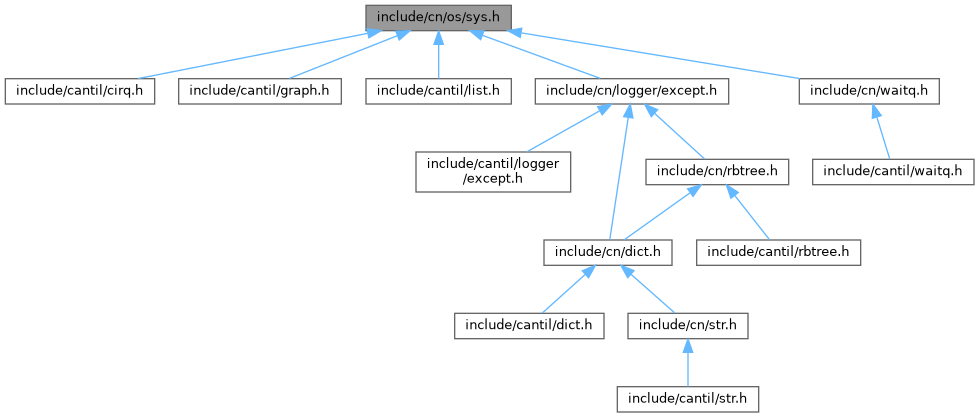 include/cn/os/sys.h
include/cantil/cirq.h
include/cantil/graph.h
include/cantil/list.h
include/cn/logger/except.h
include/cn/waitq.h
include/cantil/logger
/except.h
include/cn/rbtree.h
include/cantil/waitq.h
include/cn/dict.h
include/cantil/rbtree.h
include/cantil/dict.h
include/cn/str.h
include/cantil/str.h